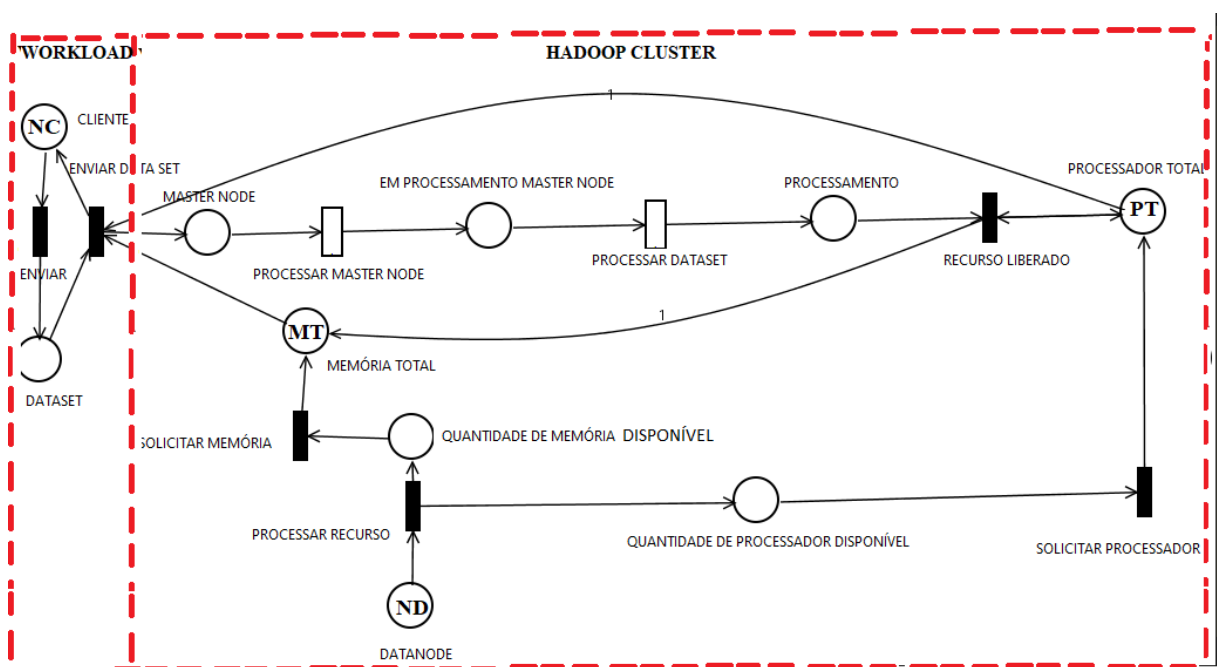 WORKLOAD
HADOOP CLUSTER
NC
CLIENTE
1
ENVIAR DATA SET
MASTER NODE
EM PROCESSAMENTO MASTER NODE
PROCESSAMENTO
PROCESSADOR TOTAL
PT
ENVIAR
PROCESSAR MASTER NODE
PROCESSAR DATASET
RECURSO LIBERADO
1
MT
MEMÓRIA TOTAL
DATASET
SOLICITAR MEMÓRIA
QUANTIDADE DE MEMÓRIA DISPONÍVEL
PROCESSAR RECURSO
QUANTIDADE DE PROCESSADOR DISPONÍVEL
SOLICITAR PROCESSADOR
ND
DATANODE